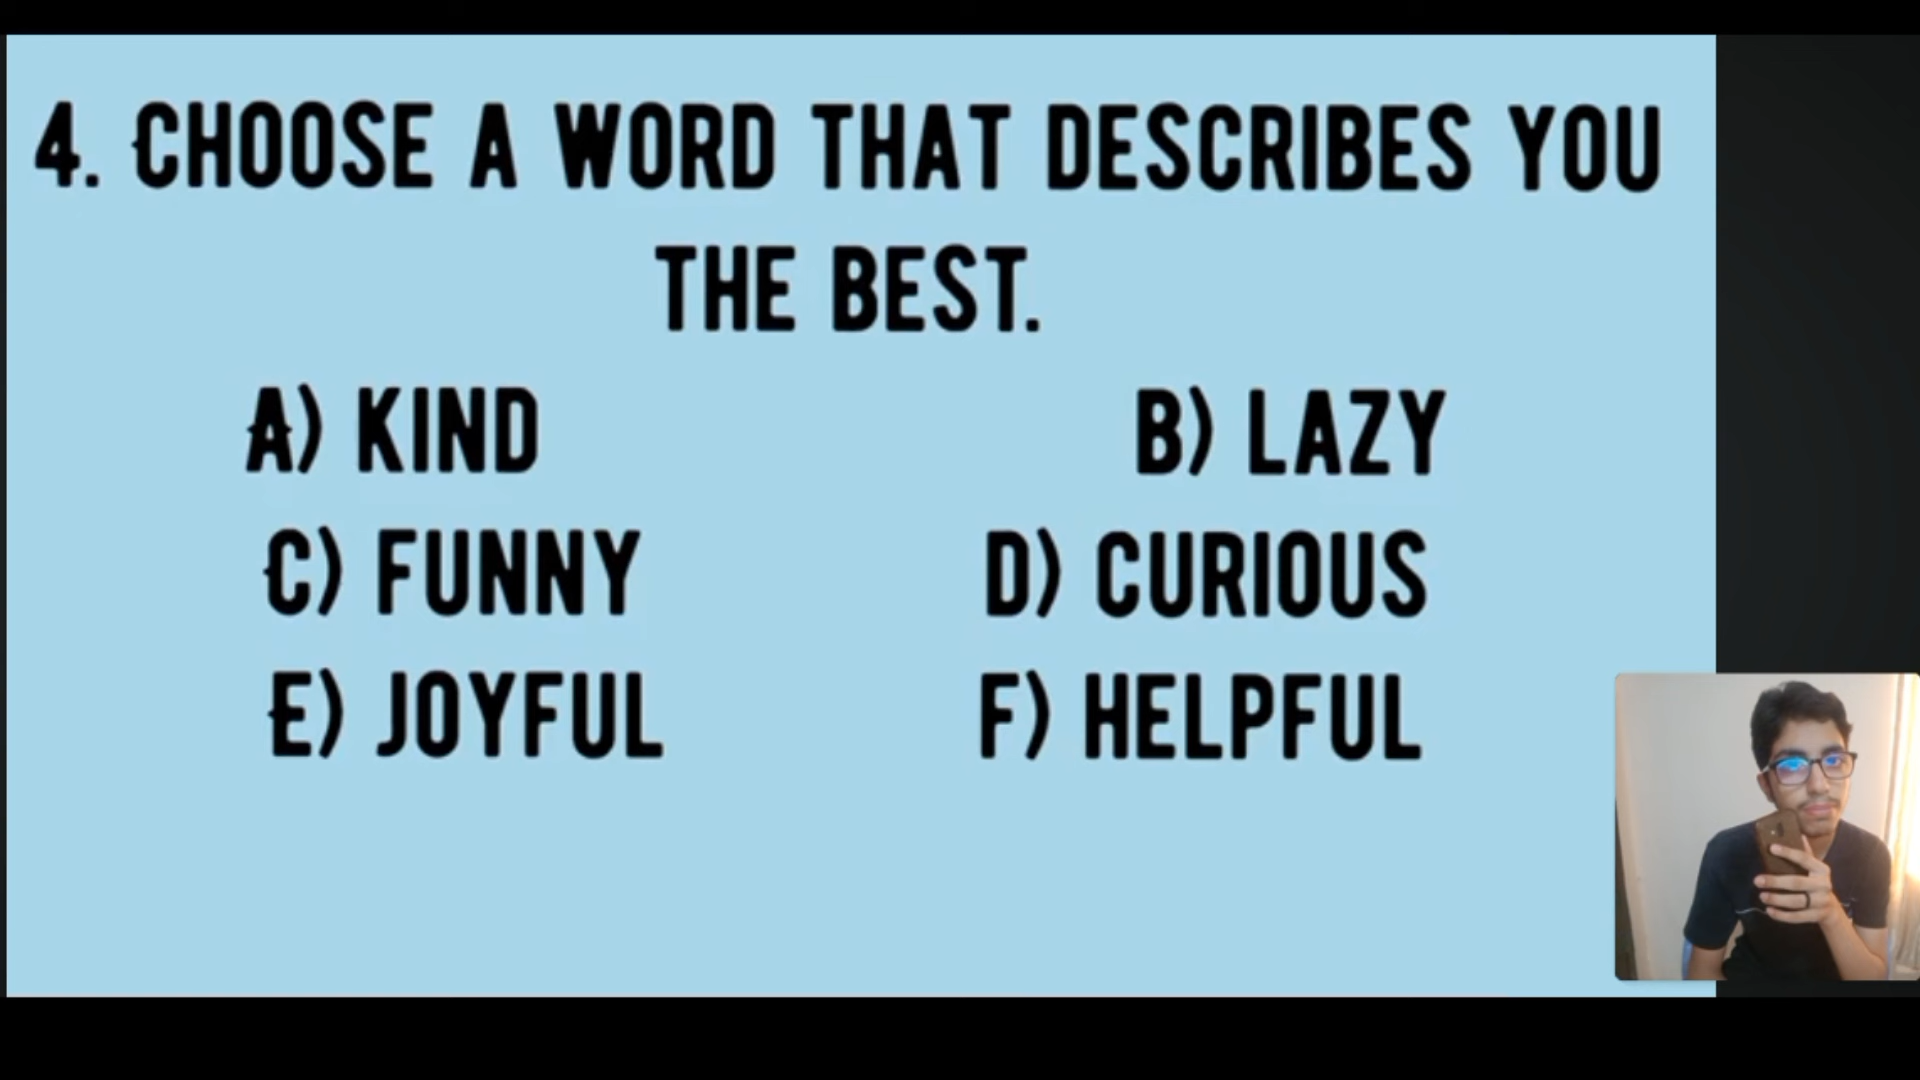 4. CHOOSE A WORD THAT DESCRIBES YOU
THE BEST.
A) KIND B) LAZY
C) FUNNY D) CURIOUS
E) JOYFUL F) HELPFUL